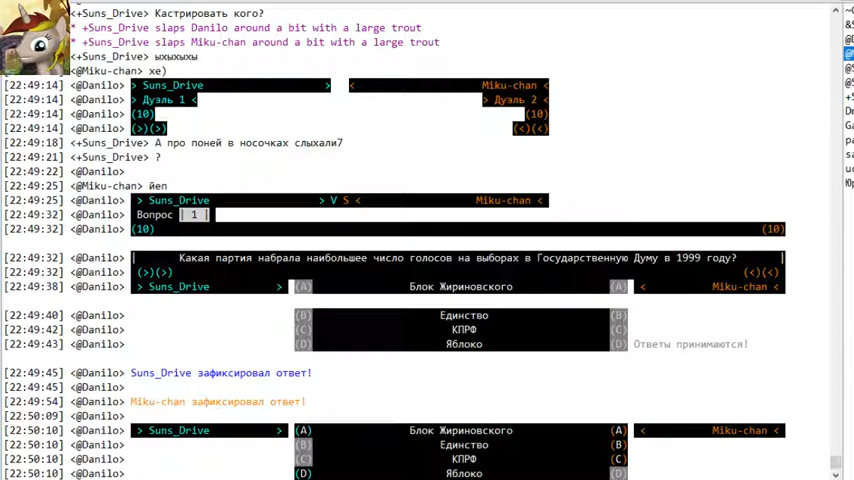 <+Suns_Drive> Кастрировать кого?
* +Suns_Drive slaps Danilo around a bit with a large trout
* +Suns_Drive slaps Miku-chan around a bit with a large trout
<+Suns_Drive> ыхыхыхы
<@Miku-chan> хе)
[22:49:14] <@Danilo> > Suns_Drive > < Miku-chan <
[22:49:14] <@Danilo> > Дуэль 1 < > Дуэль 2 <
[22:49:14] <@Danilo> (10) (10)
[22:49:14] <@Danilo> (>)(>) (<)(<)
[22:49:18] <+Suns_Drive> А про поней в носочках слыхали7
[22:49:21] <+Suns_Drive> ?
[22:49:22] <@Danilo>
[22:49:25] <@Miku-chan> йеп
[22:49:25] <@Danilo> > Suns_Drive > V S < Miku-chan <
[22:49:32] <@Danilo> Вопрос | 1 |
[22:49:32] <@Danilo> (10) (10)
[22:49:32] <@Danilo> | Какая партия набрала наибольшее число голосов на выборах в Государственную Думу в 1999 году? |
[22:49:32] <@Danilo> (>)(>) (<)(<)
[22:49:38] <@Danilo> > Suns_Drive > (A) Блок Жириновского (A) < Miku-chan <
[22:49:40] <@Danilo> (B) Единство (B)
[22:49:42] <@Danilo> (C) КПРФ (C)
[22:49:43] <@Danilo> (D) Яблоко (D) Ответы принимаются!
[22:49:45] <@Danilo> Suns_Drive зафиксировал ответ!
[22:49:45] <@Danilo>
[22:49:54] <@Danilo> Miku-chan зафиксировал ответ!
[22:50:09] <@Danilo>
[22:50:10] <@Danilo> > Suns_Drive > (A) Блок Жириновского (A) < Miku-chan <
[22:50:10] <@Danilo> (B) Единство (B)
[22:50:10] <@Danilo> (C) КПРФ (C)
[22:50:10] <@Danilo> (D) Яблоко (D)